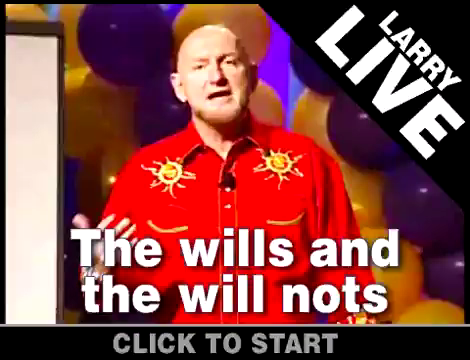 LARRY
LIVE
The wills and
the will nots
CLICK TO START